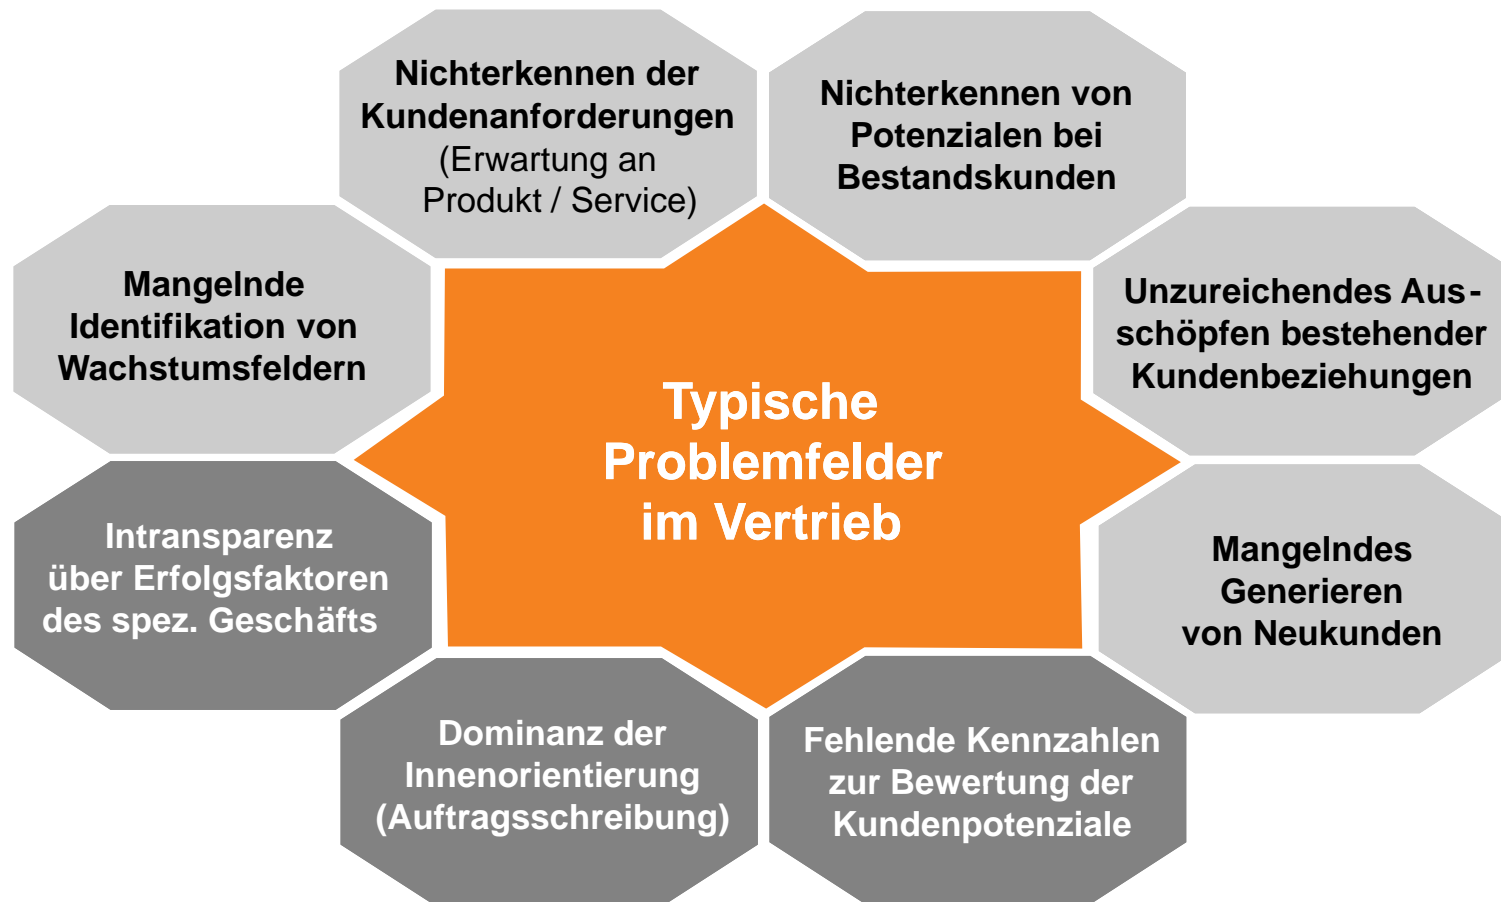 Nichterkennen der
Kundenanforderungen
(Erwartung an
Produkt / Service)
Nichterkennen von
Potenzialen bei
Bestandskunden
Mangelnde
Identifikation von
Wachstumsfeldern
Unzureichendes Aus-
schöpfen bestehender
Kundenbeziehungen
Typische
Problemfelder
im Vertrieb
Intransparenz
über Erfolgsfaktoren
des spez. Geschäfts
Mangelndes
Generieren
von Neukunden
Dominanz der
Innenorientierung
(Auftragsschreibung)
Fehlende Kennzahlen
zur Bewertung der
Kundenpotenziale